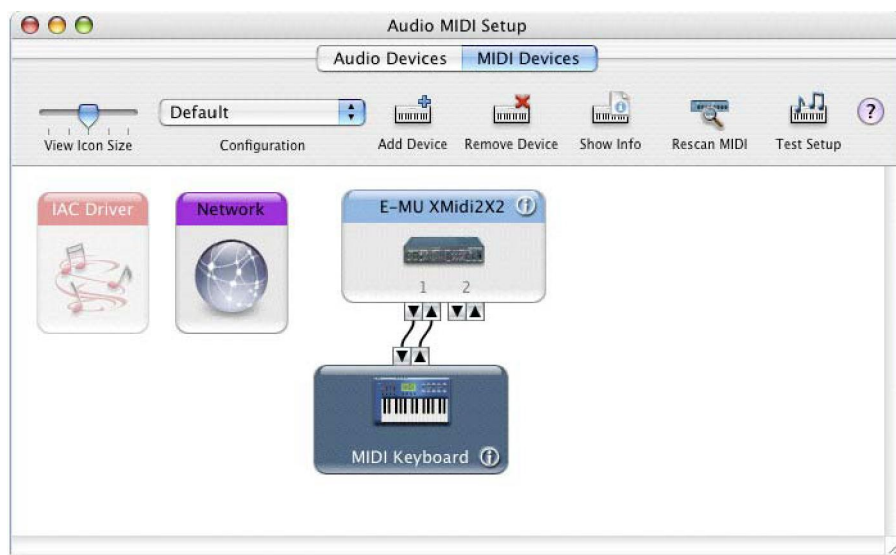 Audio MIDI Setup
Audio Devices MIDI Devices
Default
View Icon Size Configuration Add Device Remove Device Show Info Rescan MIDI Test Setup ?
IAC Driver Network E-MU XMidi2X2
1 2
MIDI Keyboard